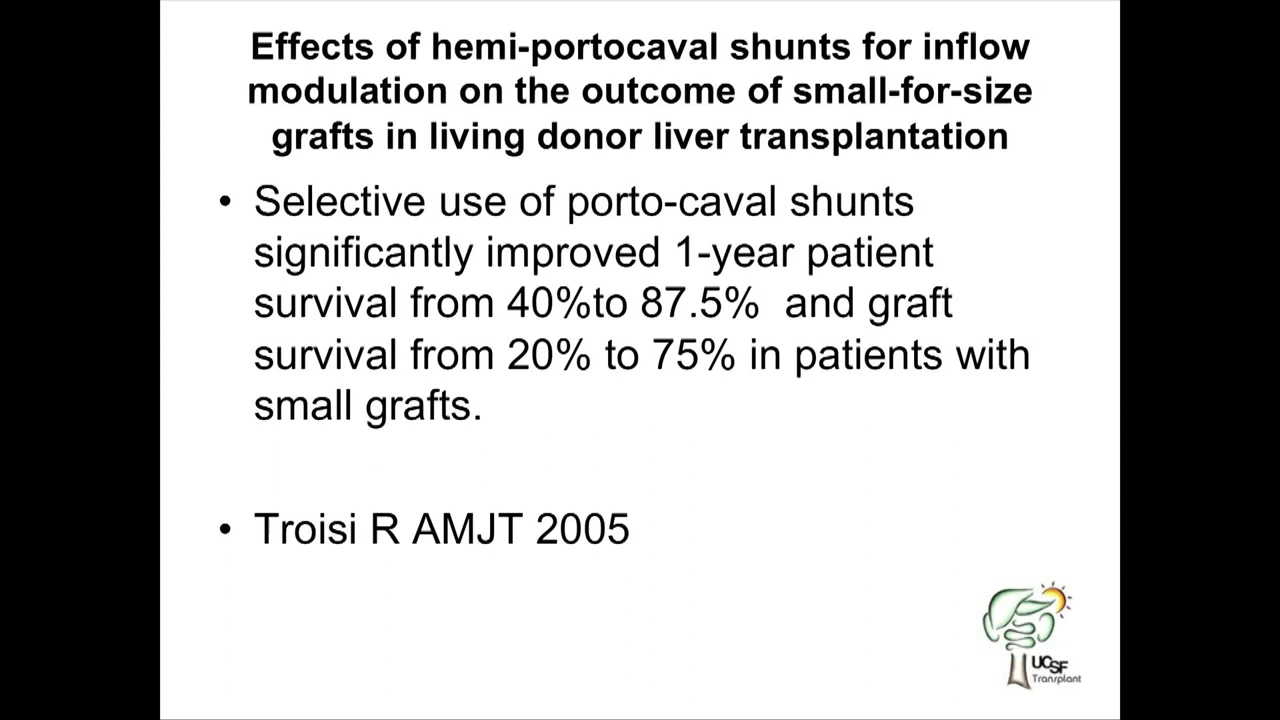 Effects of hemi-portocaval shunts for inflow
modulation on the outcome of small-for-size
grafts in living donor liver transplantation
• Selective use of porto-caval shunts
significantly improved 1-year patient
survival from 40%to 87.5%  and graft
survival from 20% to 75% in patients with
small grafts.
• Troisi R AMJT 2005
UCSF
Transplant